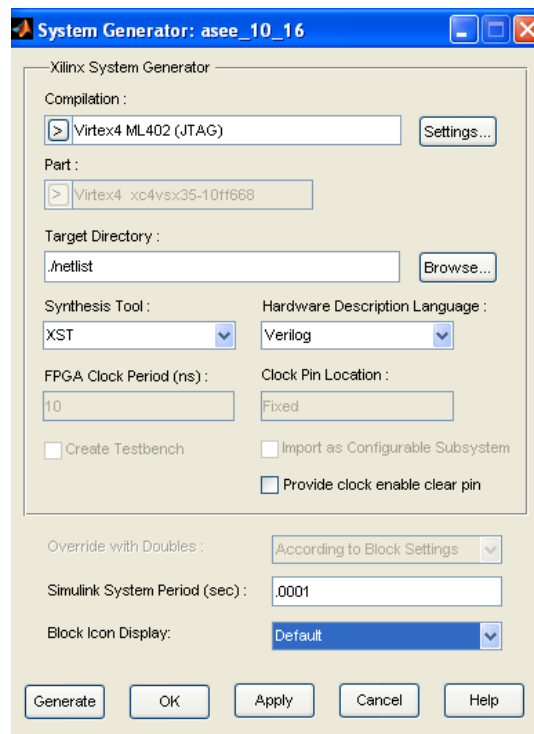 System Generator: asee_10_16
Xilinx System Generator
Compilation :
> Virtex4 ML402 (JTAG) Settings...
Part :
> Virtex4 xc4vsx35-10ff668
Target Directory :
./netlist Browse...
Synthesis Tool : Hardware Description Language :
XST Verilog
FPGA Clock Period (ns) : Clock Pin Location :
10 Fixed
Create Testbench Import as Configurable Subsystem
Provide clock enable clear pin
Override with Doubles : According to Block Settings
Simulink System Period (sec) : .0001
Block Icon Display: Default
Generate OK Apply Cancel Help